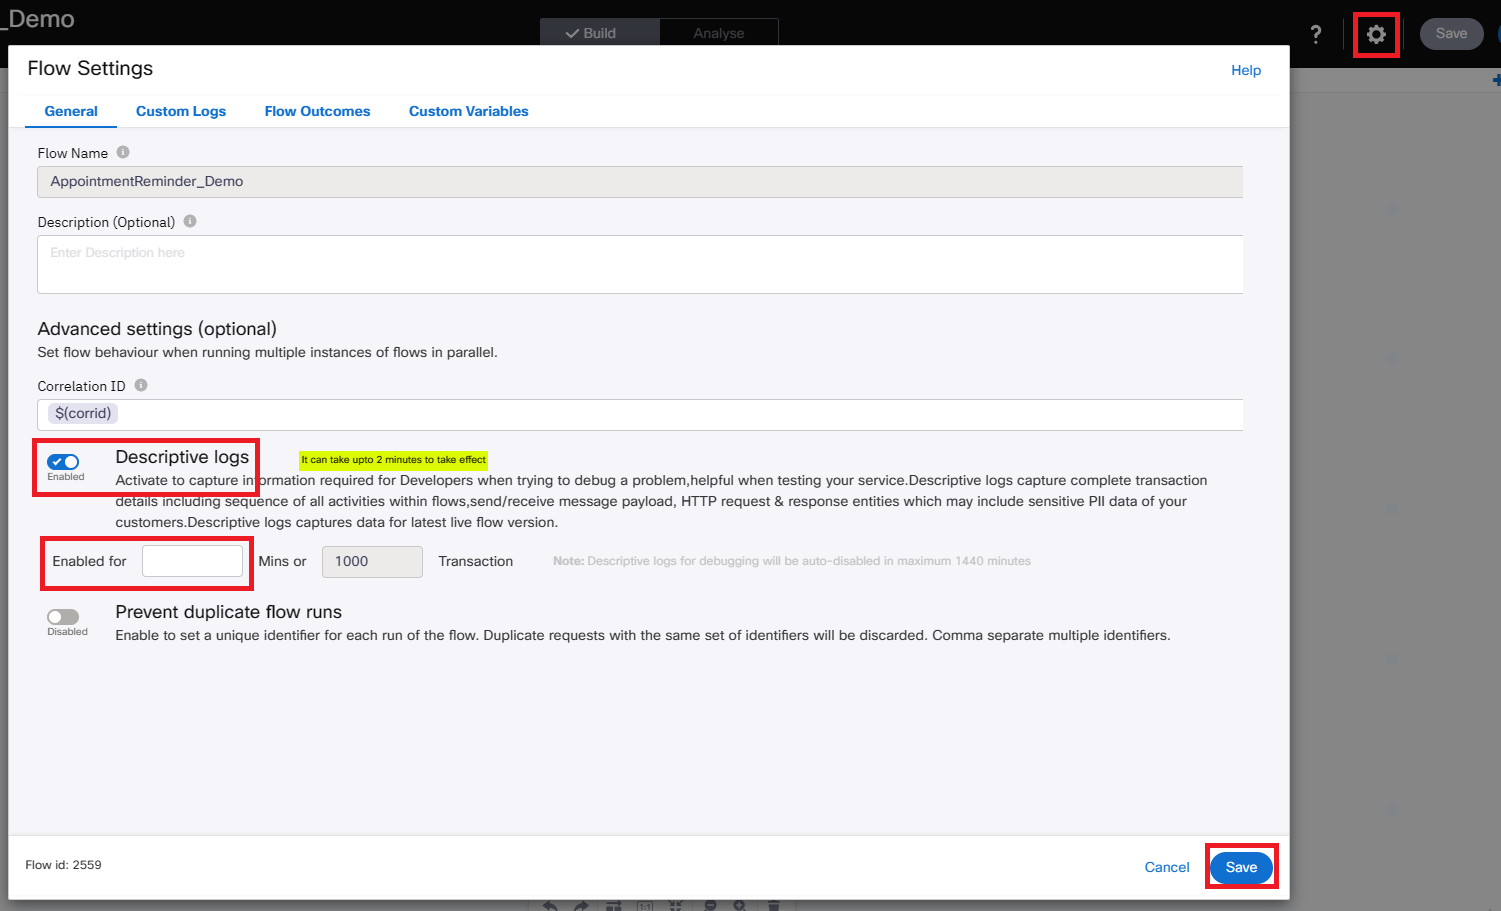 _Demo
Build
Analyse
?
Save
Flow Settings
Help
General
Custom Logs
Flow Outcomes
Custom Variables
Flow Name
AppointmentReminder_Demo
Description (Optional)
Enter Description here
Advanced settings (optional)
Set flow behaviour when running multiple instances of flows in parallel.
Correlation ID
$(corrid)
Enabled
Descriptive logs
It can take upto 2 minutes to take effect
Activate to capture information required for Developers when trying to debug a problem,helpful when testing your service.Descriptive logs capture complete transaction
details including sequence of all activities within flows,send/receive message payload, HTTP request & response entities which may include sensitive PII data of your
customers.Descriptive logs captures data for latest live flow version.
Enabled for
Mins or
1000
Transaction
Note: Descriptive logs for debugging will be auto-disabled in maximum 1440 minutes
Disabled
Prevent duplicate flow runs
Enable to set a unique identifier for each run of the flow. Duplicate requests with the same set of identifiers will be discarded. Comma separate multiple identifiers.
Flow id: 2559
Cancel
Save
1:1